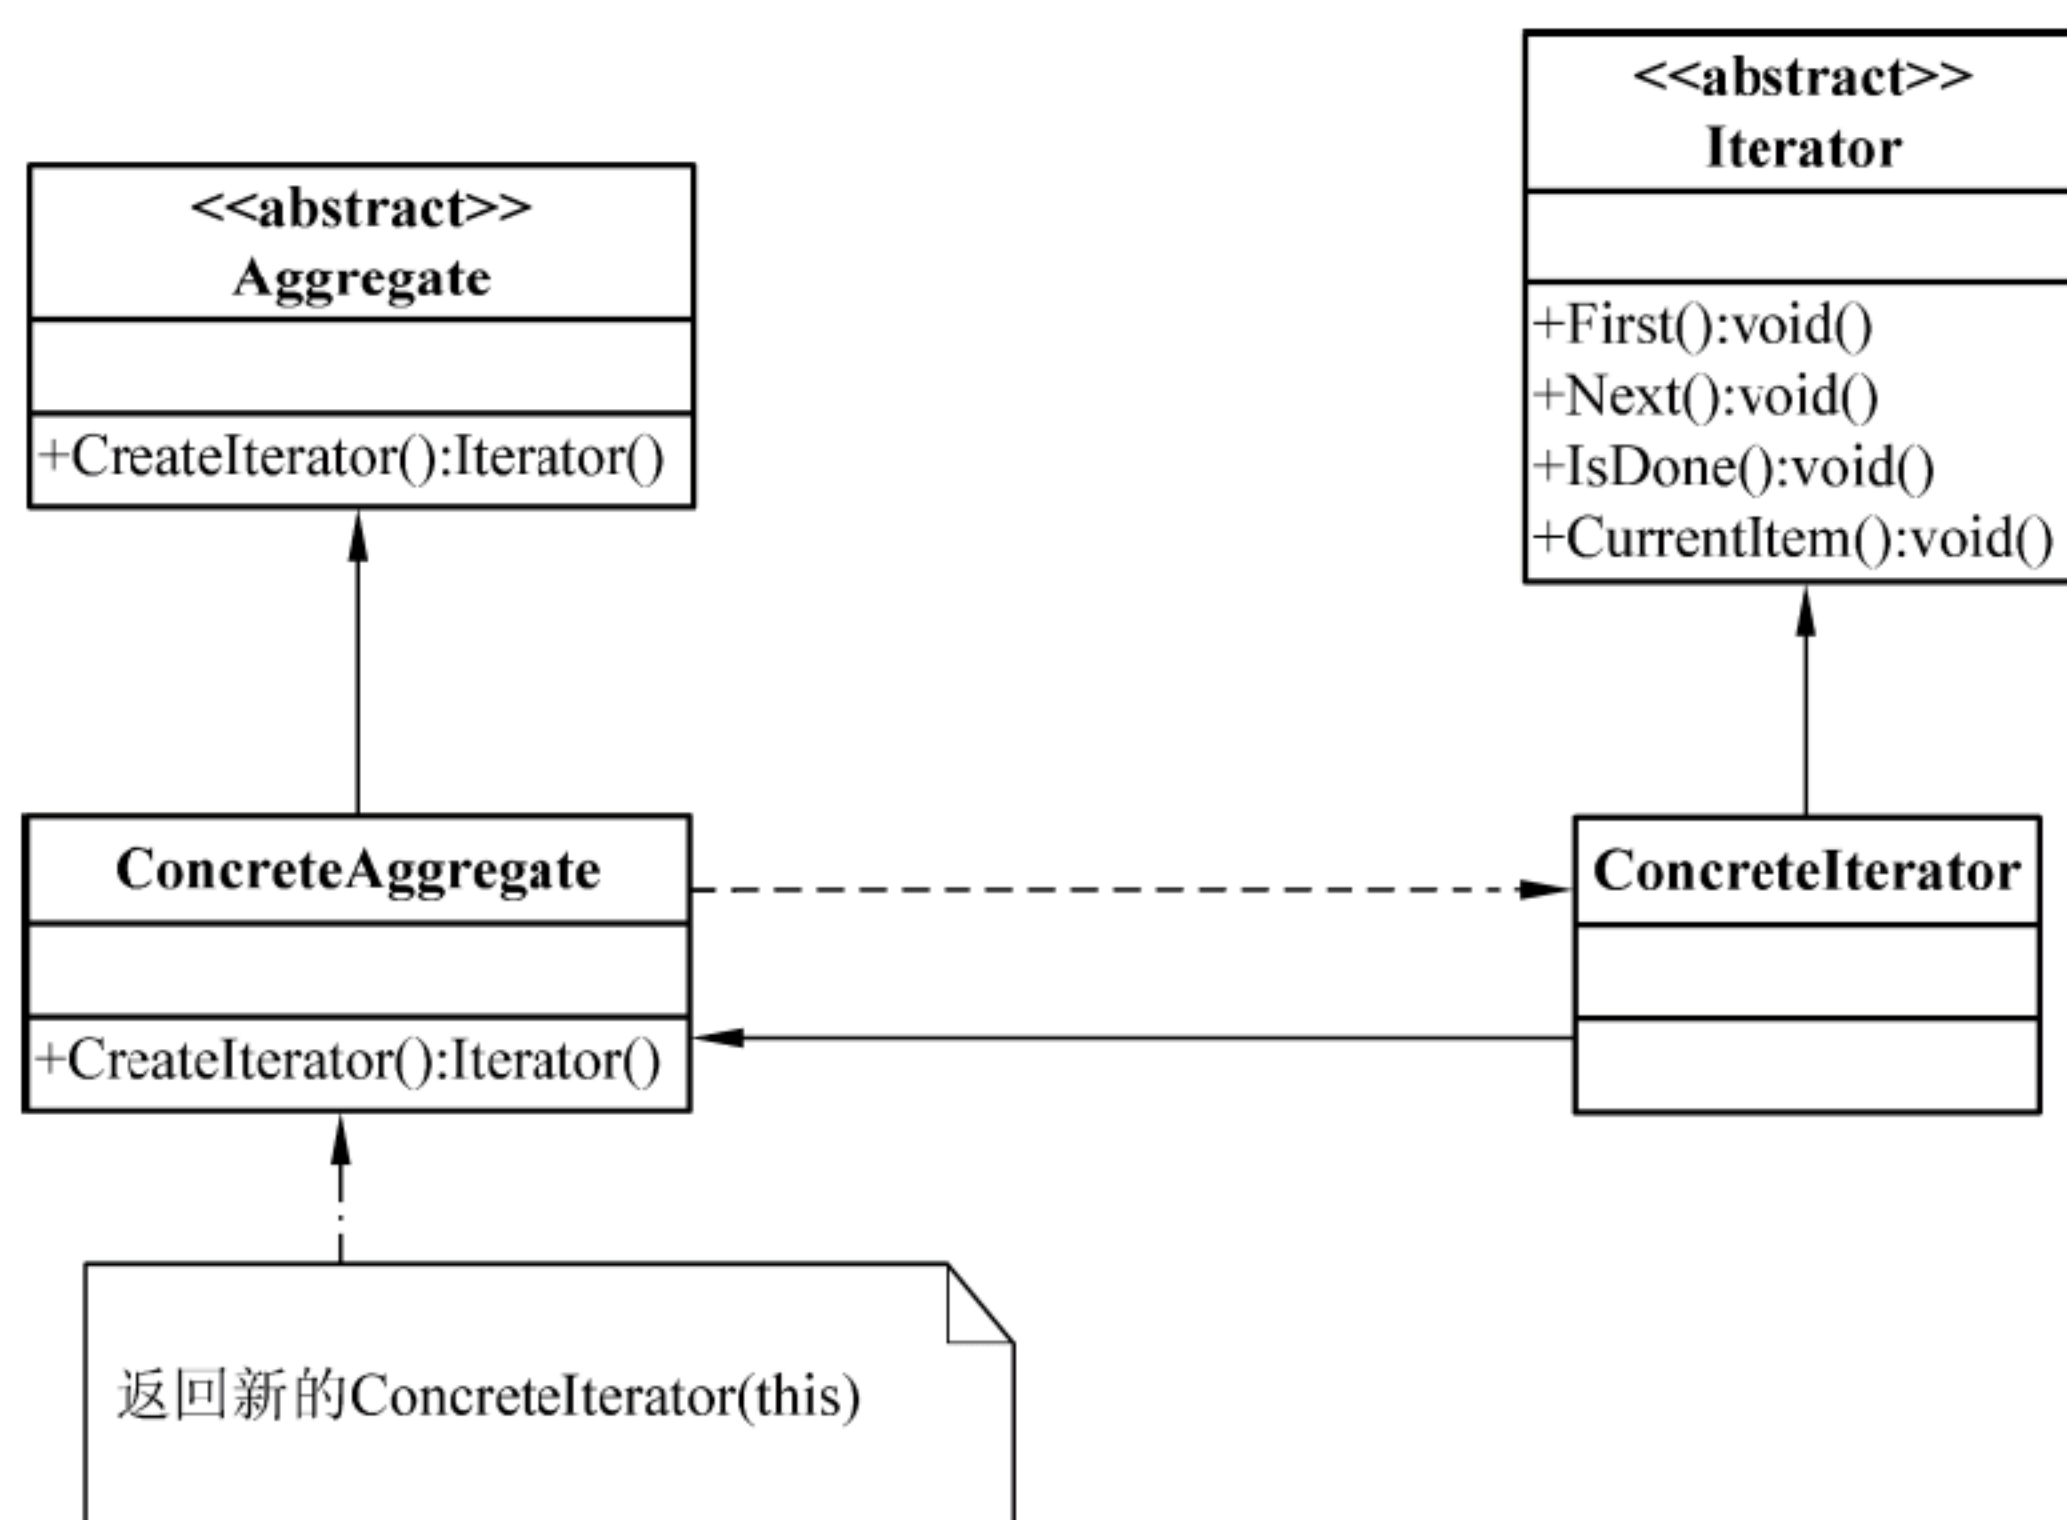 <<abstract>>
Aggregate
+CreateIterator():Iterator()
<<abstract>>
Iterator
+First():void()
+Next():void()
+IsDone():void()
+CurrentItem():void()
ConcreteAggregate
+CreateIterator():Iterator()
ConcreteIterator
返回新的ConcreteIterator(this)